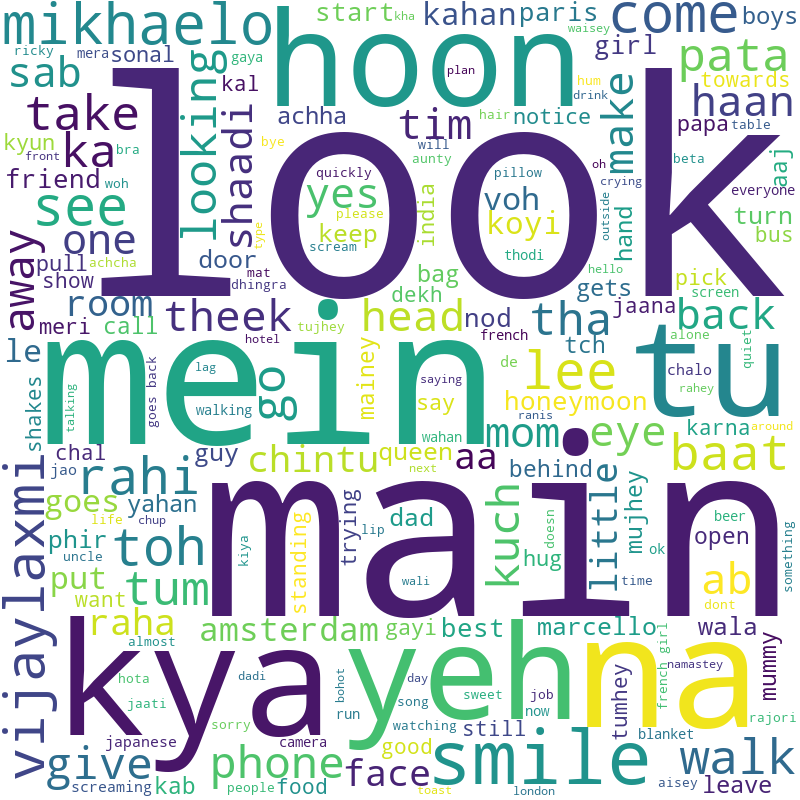 mikhaelo
ricky
mera
sonal
start
kha
kahan
paris
waisey
come
boys
sab
gaya
hoon
plan
hum
girl
pata
towards
look
kal
drink
take
looking
shaadi
achha
tim
hair
notice
make
papa
haan
table
kyun
ka
bra
bye
will
aunty
front
woh
friend
quickly
oh
pillow
beta
aaj
yes
voh
crying
everyone
see
please
koyi
outside
hand
turn
type
keep
india
thodi
one
scream
bus
away
pull
achcha
door
hello
mat
bag
gets
pick
show
dhingra
dekh
screen
room
jaana
theek
tujhey
head
nod
french
tha
back
meri
call
hotel
tch
alone
quiet
le
mein
lag
go
mainey
saying
de
lee
tu
chalo
shakes
talking
goes back
walking
say
honeymoon
rahey
wahan
ranis
mom
eye
karna
around
chal
guy
chintu
queen
aa
behind
baat
jao
rahi
next
vijaylaxmi
goes
yahan
main
trying
lip
dad
kuch
little
mujhey
beer
life
chup
standing
doesn
ok
open
something
phir
uncle
toh
kiya
hug
time
put
tum
wali
ab
want
dont
raha
amsterdam
gayi
best
marcello
wala
almost
kya
yeh
na
tumhey
french girl
namastey
mummy
hota
dadi
bohot
day
sweet
job
jaati
song
now
rajori
sorry
run
japanese
camera
watching
still
blanket
give
phone
good
smile
walk
face
screaming
kab
people
food
toast
london
aisey
leave